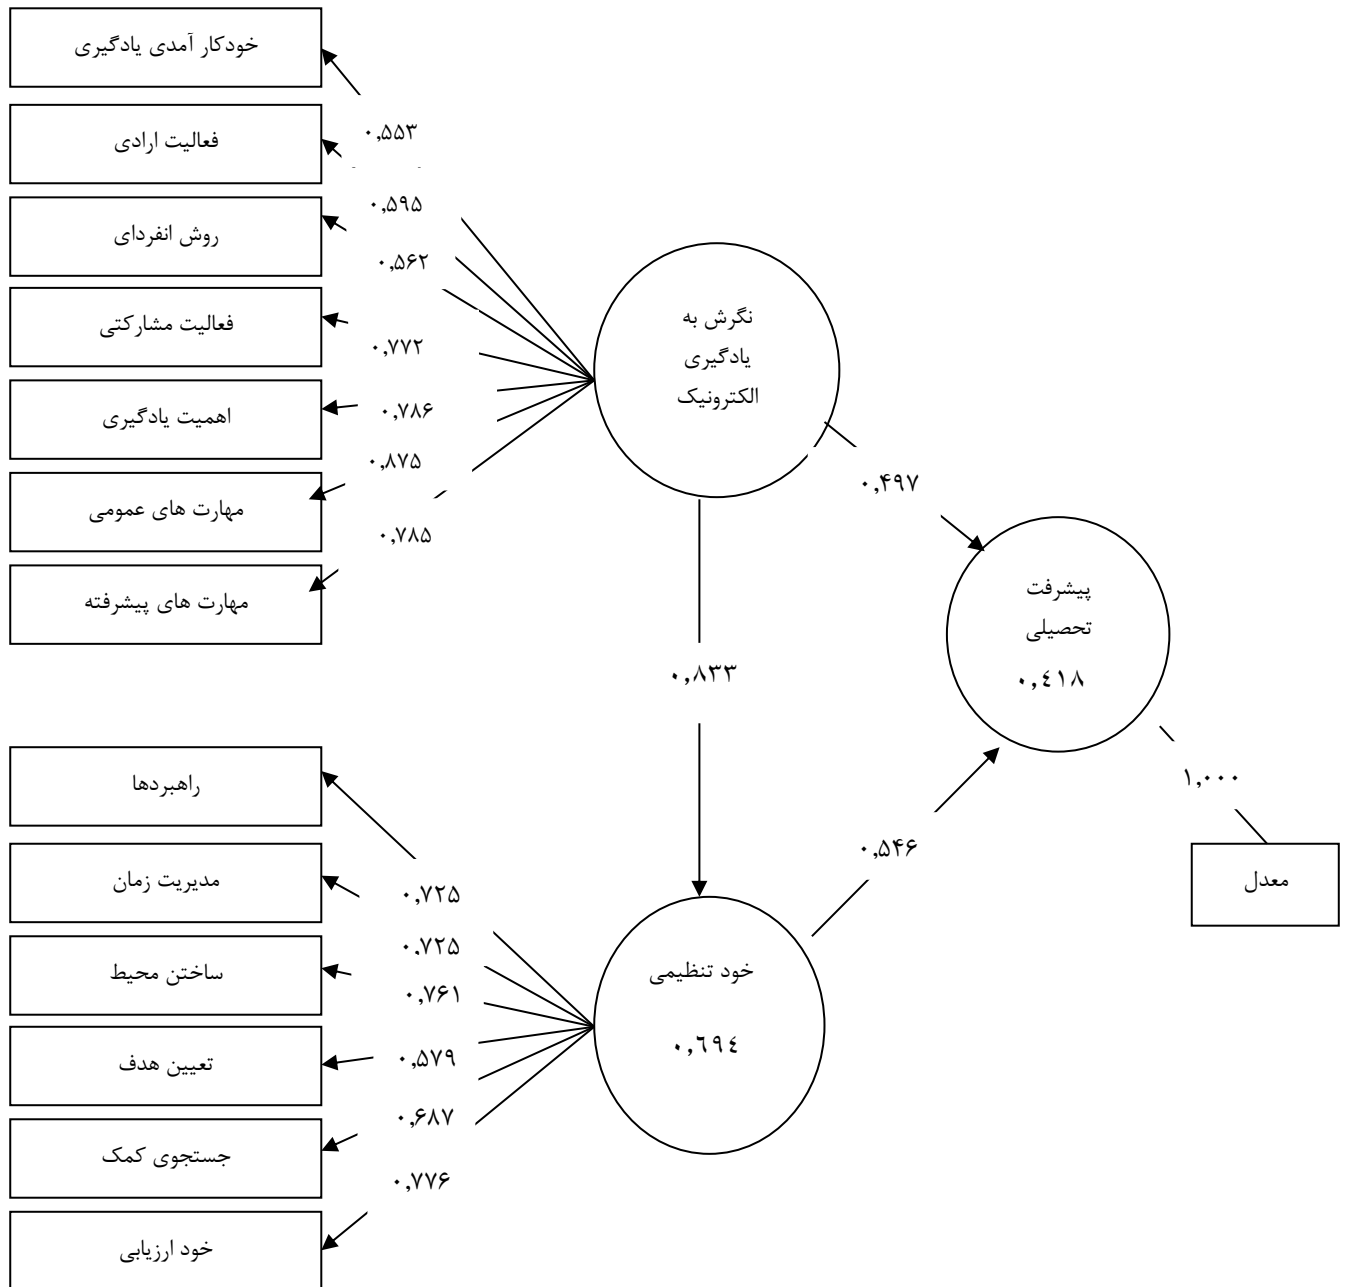 خودکار آمدی یادگیری
۰,۵۵۳
فعالیت ارادی
۰,۵۹۵
روش انفردای
۰,۵۶۲
فعالیت مشارکتی
۰,۷۷۲
اهمیت یادگیری
۰,۷۸۶
مهارت های عمومی
۰,۸۷۵
مهارت های پیشرفته
۰,۷۸۵
نگرش به
یادگیری
الکترونیک
۰,۴۹۷
پیشرفت
تحصیلی
۰,٤١٨
۰,۸۳۳
۱,۰۰۰
معدل
۰,۵۴۶
راهبردها
۰,۷۲۵
مدیریت زمان
۰,۷۲۵
ساختن محیط
۰,۷۶۱
تعیین هدف
۰,۵۷۹
جستجوی کمک
۰,۶۸۷
خود ارزیابی
۰,۷۷۶
خود تنظیمی
۰,٦٩٤